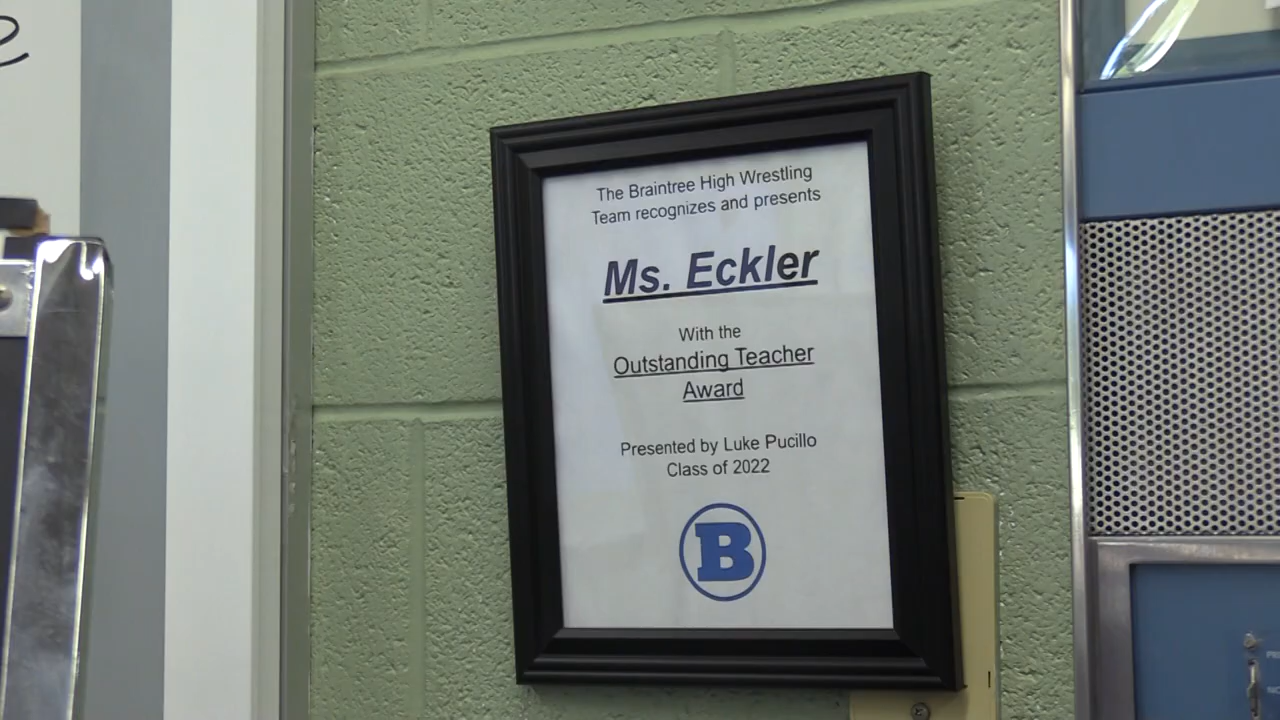 The Braintree High Wrestling
Team recognizes and presents
Ms. Eckler
With the
Outstanding Teacher
Award
Presented by Luke Pucillo
Class of 2022
B